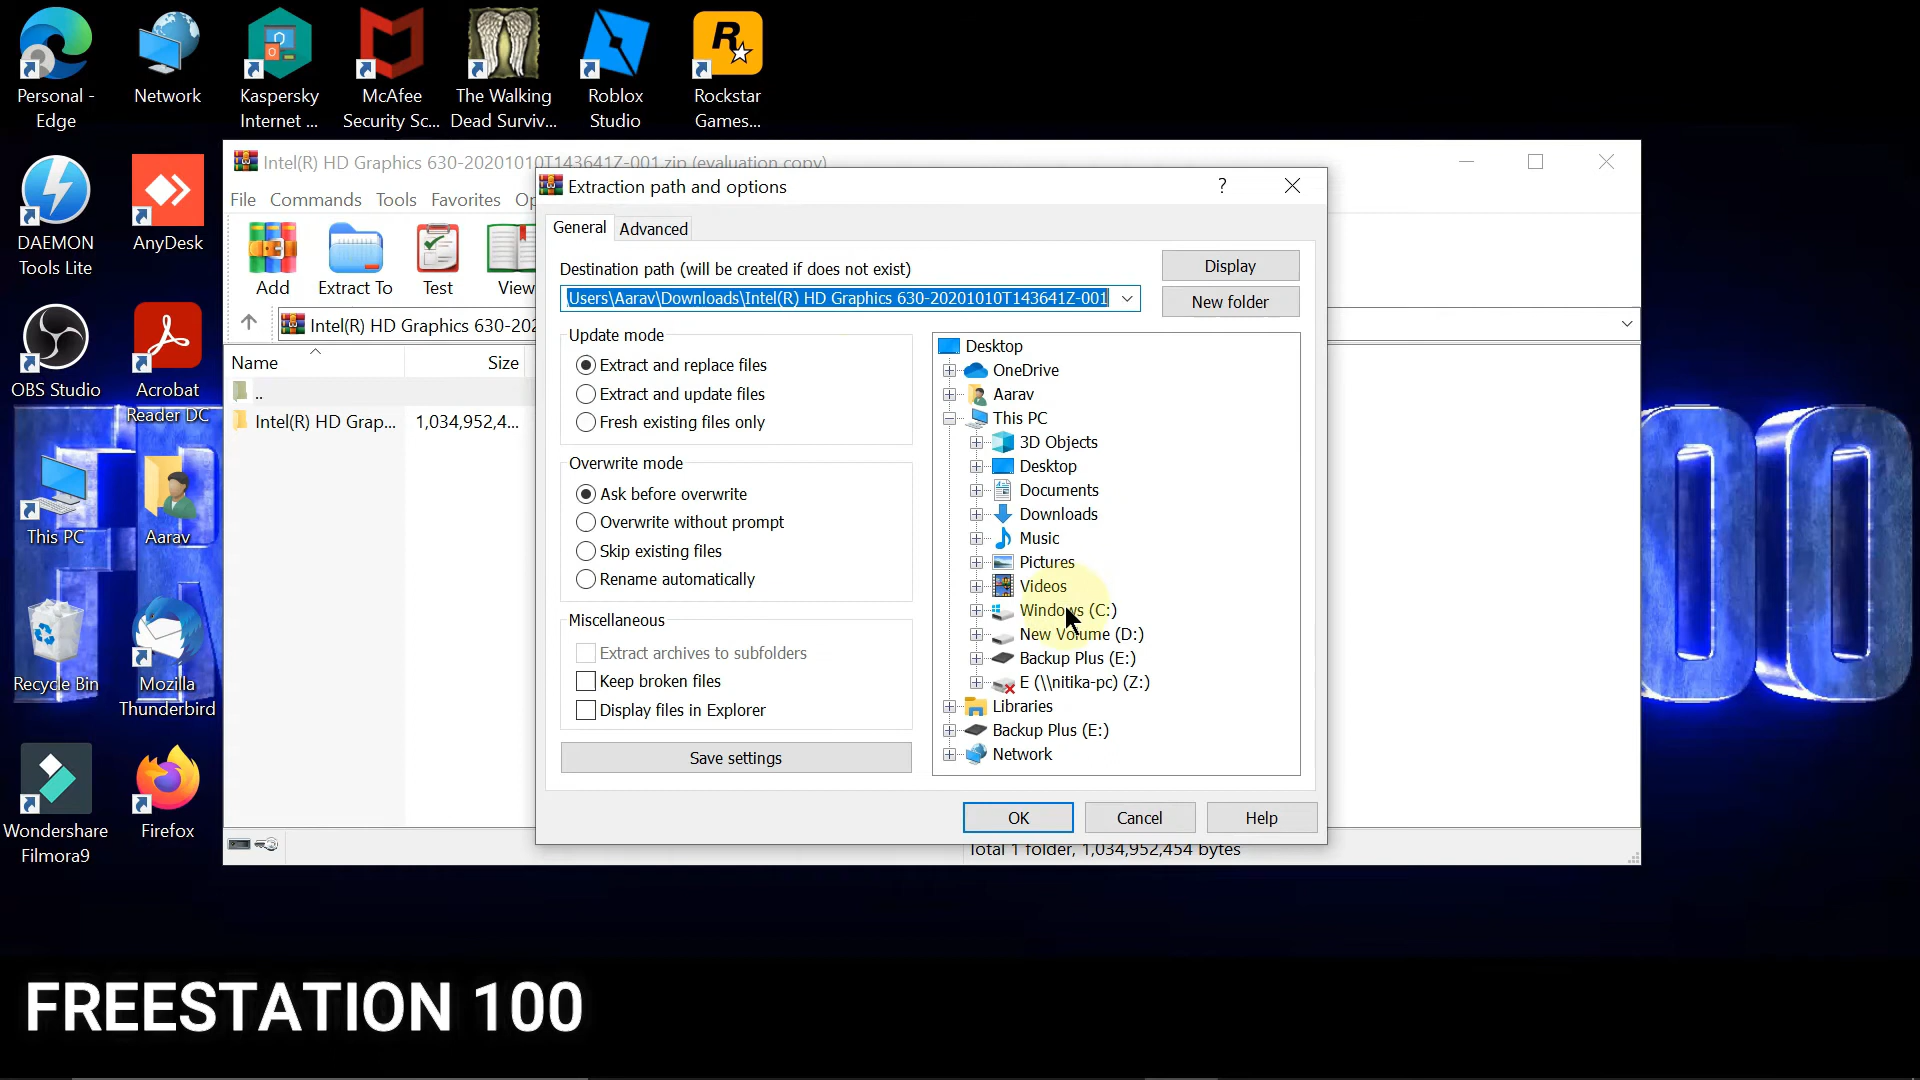 Personal - Edge
Network
Kaspersky Internet ...
McAfee Security Sc...
The Walking Dead Surviv...
Roblox Studio
Rockstar Games...
DAEMON Tools Lite
AnyDesk
OBS Studio
Acrobat Reader DC
This PC
Aarav
Recycle Bin
Mozilla Thunderbird
Wondershare Filmora9
Firefox
Intel(R) HD Graphics 630-20201010T143641Z-001.zip (evaluation copy)
File Commands Tools Favorites Op
Add
Extract To
Test
View
Intel(R) HD Graphics 630-202
Name
Size
..
Intel(R) HD Grap...
1,034,952,4...
Total 1 folder, 1,034,952,454 bytes
Extraction path and options
?
General
Advanced
Destination path (will be created if does not exist)
\Users\Aarav\Downloads\Intel(R) HD Graphics 630-20201010T143641Z-001
Display
New folder
Update mode
Extract and replace files
Extract and update files
Fresh existing files only
Overwrite mode
Ask before overwrite
Overwrite without prompt
Skip existing files
Rename automatically
Miscellaneous
Extract archives to subfolders
Keep broken files
Display files in Explorer
Save settings
Desktop
OneDrive
Aarav
This PC
3D Objects
Desktop
Documents
Downloads
Music
Pictures
Videos
Windows (C:)
New Volume (D:)
Backup Plus (E:)
E (\\nitika-pc) (Z:)
Libraries
Backup Plus (E:)
Network
OK
Cancel
Help
FREESTATION 100